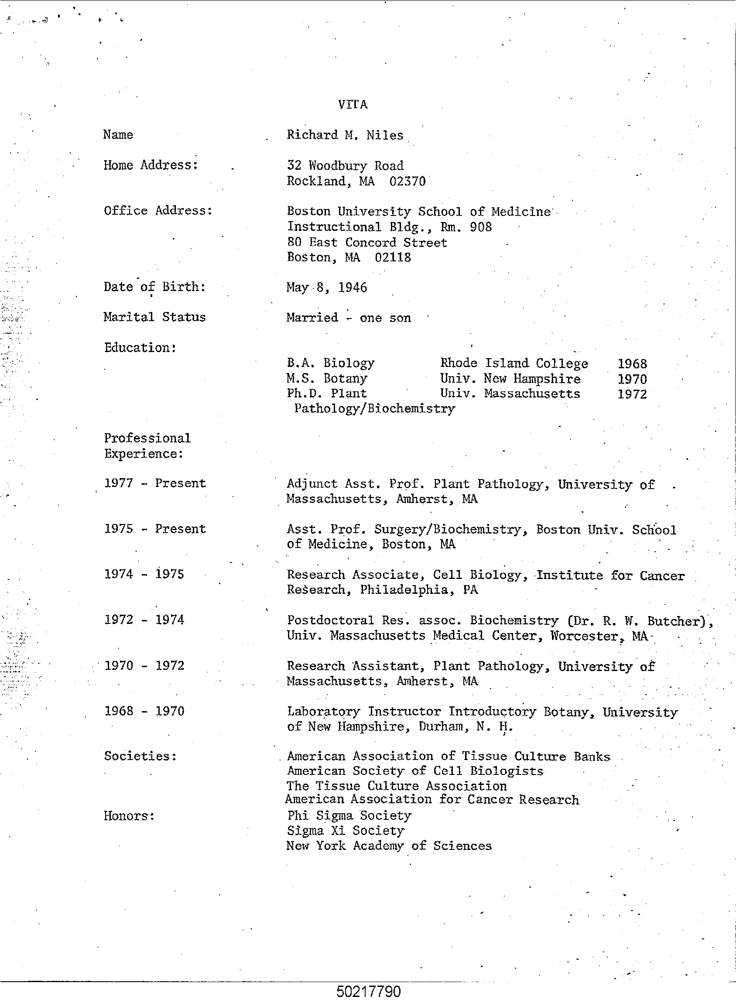 VITA
Name Richard M. Niles
Home Address: 32 Woodbury Road
Rockland, MA 02370
Office Address: Boston University School of Medicine
Instructional Bldg., Rm. 908
80 East Concord Street
Boston, MA 02118
Date of Birth: May 8, 1946
Marital Status Married - one son
Education:
B.A. Biology Rhode Island College 1968
M.S. Botany Univ. New Hampshire 1970
Ph.D. Plant Univ. Massachusetts 1972
Pathology/Biochemistry
Professional
Experience:
1977 - Present Adjunct Asst. Prof. Plant Pathology, University of
Massachusetts, Amherst, MA
1975 - Present Asst. Prof. Surgery/Biochemistry, Boston Univ. School
of Medicine, Boston, MA
1974 - 1975 Research Associate, Cell Biology, Institute for Cancer
Research, Philadelphia, PA
1972 - 1974 Postdoctoral Res. assoc. Biochemistry (Dr. R. W. Butcher),
Univ. Massachusetts Medical Center, Worcester, MA
1970 - 1972 Research Assistant, Plant Pathology, University of
Massachusetts, Amherst, MA
1968 - 1970 Laboratory Instructor Introductory Botany, University
of New Hampshire, Durham, N. H.
Societies: American Association of Tissue Culture Banks
American Society of Cell Biologists
The Tissue Culture Association
American Association for Cancer Research
Honors: Phi Sigma Society
Sigma Xi Society
New York Academy of Sciences
50217790